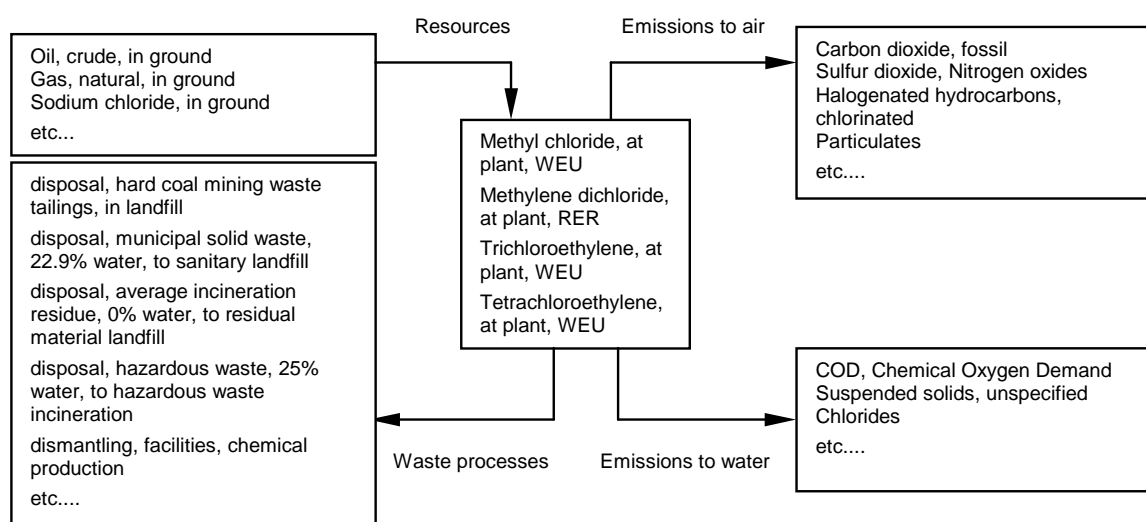 Resources
Emissions to air
Oil, crude, in ground
Gas, natural, in ground
Sodium chloride, in ground
etc...
Carbon dioxide, fossil
Sulfur dioxide, Nitrogen oxides
Halogenated hydrocarbons,
chlorinated
Particulates
etc....
Methyl chloride, at
plant, WEU
Methylene dichloride,
at plant, RER
Trichloroethylene, at
plant, WEU
Tetrachloroethylene,
at plant, WEU
disposal, hard coal mining waste
tailings, in landfill
disposal, municipal solid waste,
22.9% water, to sanitary landfill
disposal, average incineration
residue, 0% water, to residual
material landfill
disposal, hazardous waste, 25%
water, to hazardous waste
incineration
dismantling, facilities, chemical
production
etc....
COD, Chemical Oxygen Demand
Suspended solids, unspecified
Chlorides
etc....
Waste processes
Emissions to water